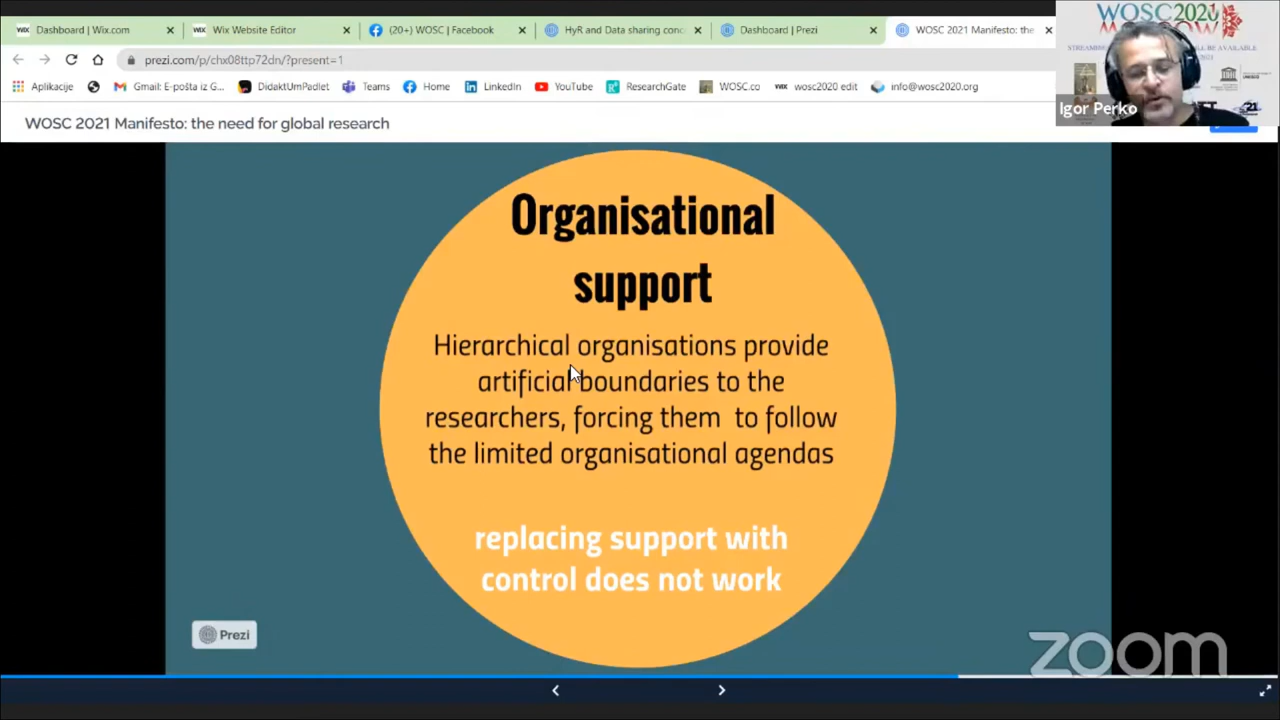 Dashboard | Wix.com
Wix Website Editor
(20+) WOSC | Facebook
HyR and Data sharing conc
Dashboard | Prezi
WOSC 2021 Manifesto: the
prezi.com/p/chx08ttp72dn/?present=1
Aplikacije
Gmail: E-pošta iz G...
DidaktUmPadlet
Teams
Home
LinkedIn
YouTube
ResearchGate
WOSC.co
wosc2020 edit
info@wosc2020.org
WOSC2020
Igor Perko
WOSC 2021 Manifesto: the need for global research
Organisational
support
Hierarchical organisations provide
artificial boundaries to the
researchers, forcing them to follow
the limited organisational agendas
replacing support with
control does not work
Prezi
zoom